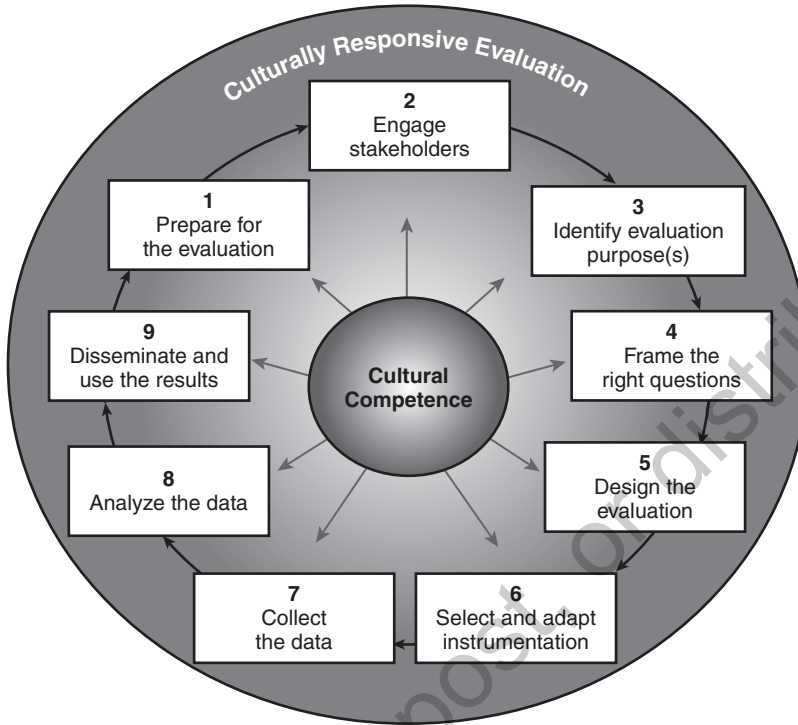 Culturally Responsive Evaluation
1
Prepare for
the evaluation
2
Engage
stakeholders
3
Identify evaluation
purpose(s)
4
Frame the
right questions
5
Design the
evaluation
6
Select and adapt
instrumentation
7
Collect
the data
8
Analyze the data
9
Disseminate and
use the results
Cultural
Competence
post, or